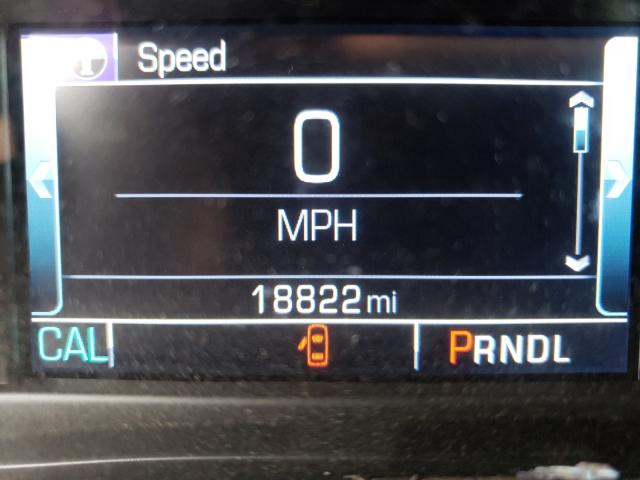 Speed
0
MPH
18822 mi
CAL PRNDL